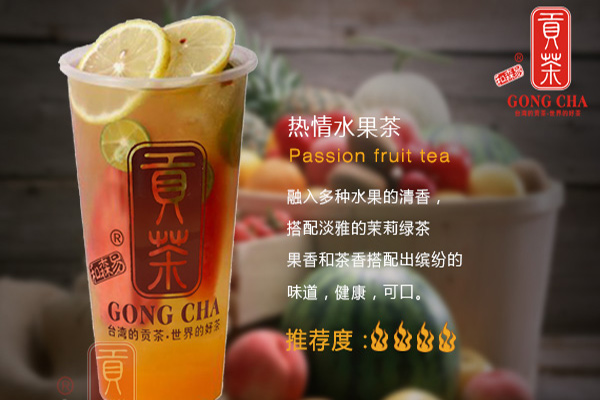 貢茶
®
GONG CHA
台湾的贡茶·世界的好茶
热情水果茶
Passion fruit tea
融入多种水果的清香，
搭配淡雅的茉莉绿茶
果香和茶香搭配出缤纷的
味道，健康，可口。
推荐度：
貢茶
®
GONG CHA
台湾的贡茶·世界的好茶
貢